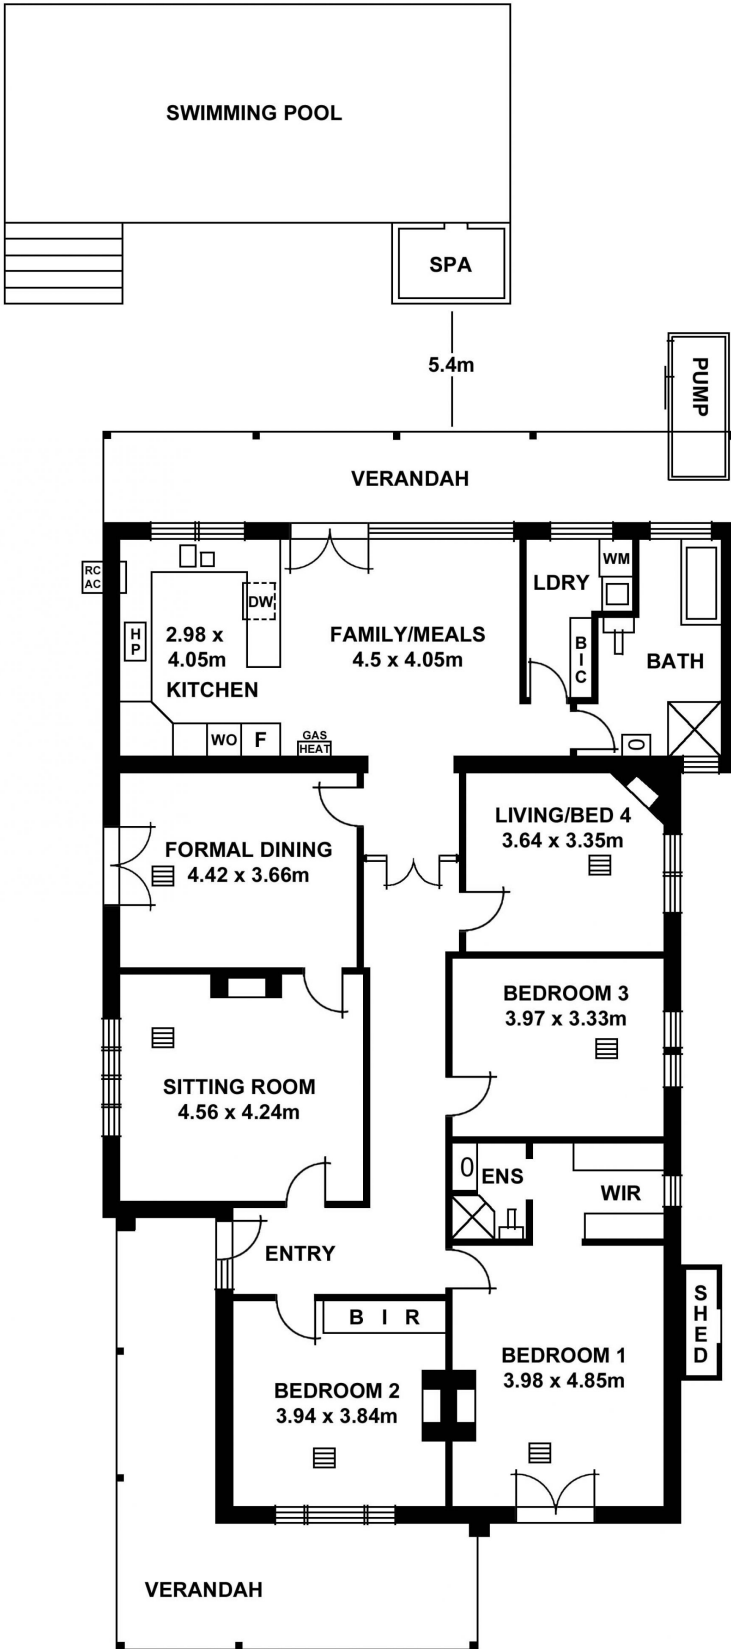 SWIMMING POOL
SPA
5.4m
PUMP
VERANDAH
RC
AC
WM
LDRY
DW
HP
2.98 x
4.05m
KITCHEN
FAMILY/MEALS
4.5 x 4.05m
BIC
BATH
WO
F
GAS
HEAT
FORMAL DINING
4.42 x 3.66m
LIVING/BED 4
3.64 x 3.35m
BEDROOM 3
3.97 x 3.33m
SITTING ROOM
4.56 x 4.24m
ENS
WIR
ENTRY
SHED
B I R
BEDROOM 1
3.98 x 4.85m
BEDROOM 2
3.94 x 3.84m
VERANDAH